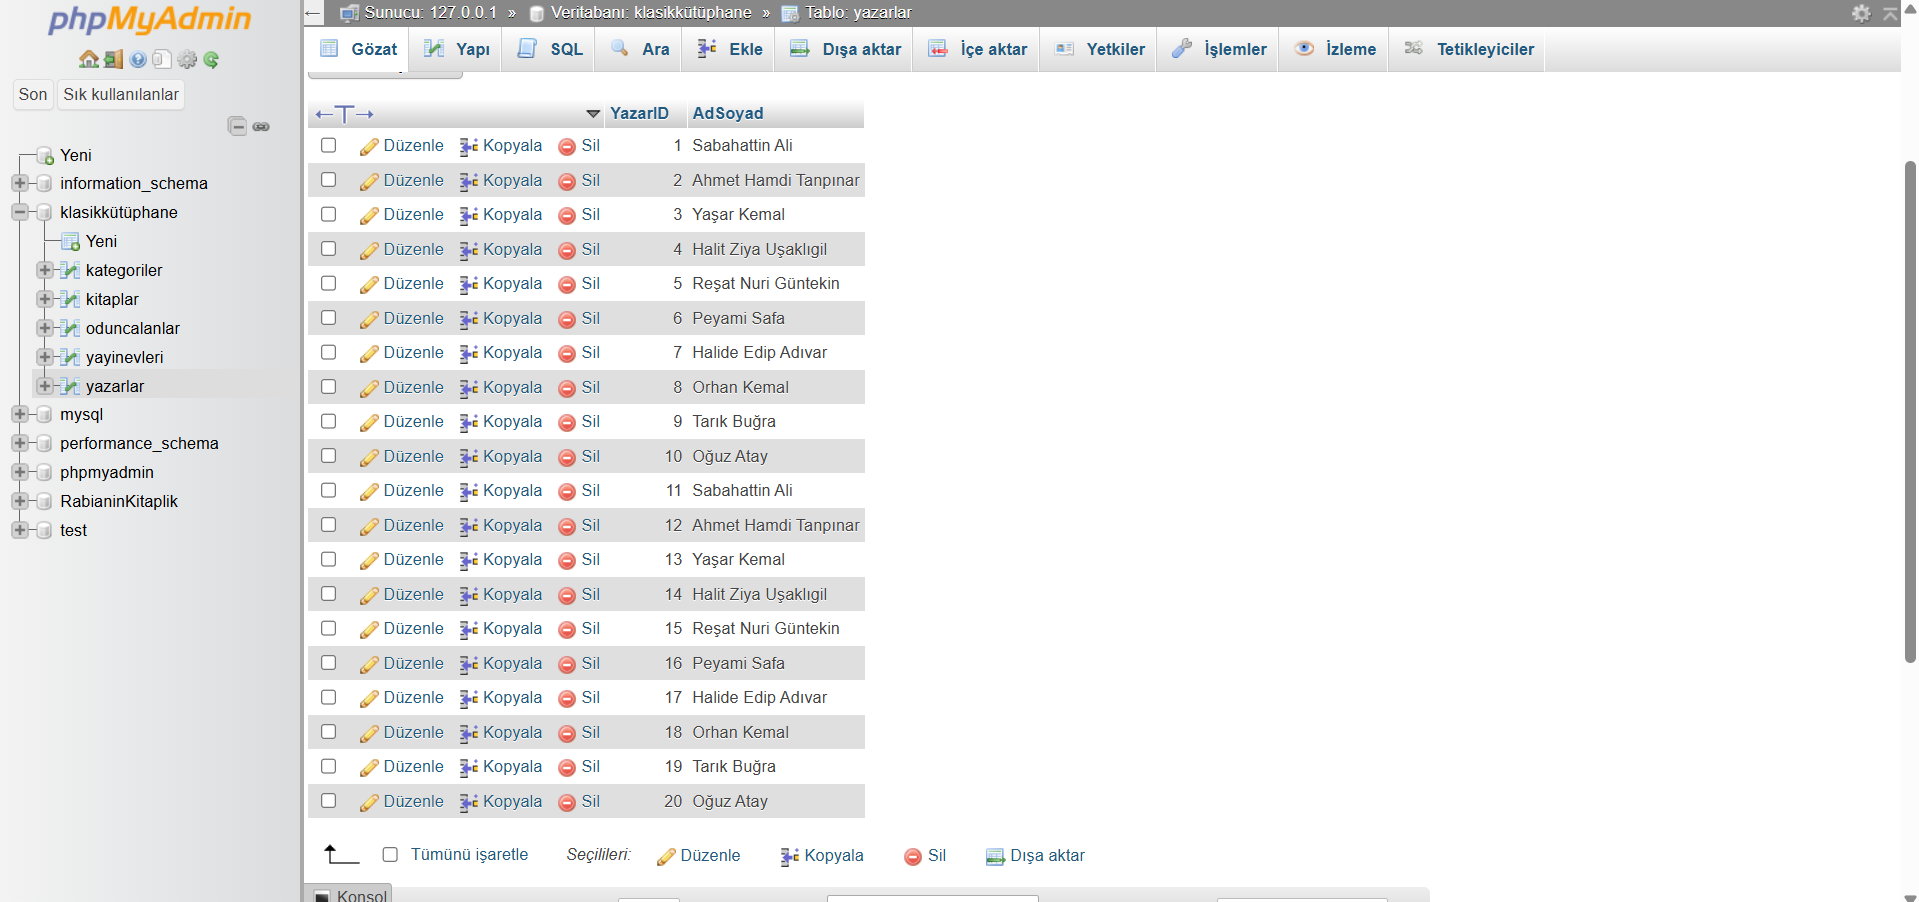 phpMyAdmin
Son Sık kullanılanlar
Yeni
information_schema
klasikkütüphane
Yeni
kategoriler
kitaplar
oduncalanlar
yayinevleri
yazarlar
mysql
performance_schema
phpmyadmin
RabianinKitaplik
test
Sunucu: 127.0.0.1 » Veritabanı: klasikkütüphane » Tablo: yazarlar
Gözat Yapı SQL Ara Ekle Dışa aktar İçe aktar Yetkiler İşlemler İzleme Tetikleyiciler
YazarID AdSoyad
Düzenle Kopyala Sil 1 Sabahattin Ali
Düzenle Kopyala Sil 2 Ahmet Hamdi Tanpınar
Düzenle Kopyala Sil 3 Yaşar Kemal
Düzenle Kopyala Sil 4 Halit Ziya Uşaklıgil
Düzenle Kopyala Sil 5 Reşat Nuri Güntekin
Düzenle Kopyala Sil 6 Peyami Safa
Düzenle Kopyala Sil 7 Halide Edip Adıvar
Düzenle Kopyala Sil 8 Orhan Kemal
Düzenle Kopyala Sil 9 Tarık Buğra
Düzenle Kopyala Sil 10 Oğuz Atay
Düzenle Kopyala Sil 11 Sabahattin Ali
Düzenle Kopyala Sil 12 Ahmet Hamdi Tanpınar
Düzenle Kopyala Sil 13 Yaşar Kemal
Düzenle Kopyala Sil 14 Halit Ziya Uşaklıgil
Düzenle Kopyala Sil 15 Reşat Nuri Güntekin
Düzenle Kopyala Sil 16 Peyami Safa
Düzenle Kopyala Sil 17 Halide Edip Adıvar
Düzenle Kopyala Sil 18 Orhan Kemal
Düzenle Kopyala Sil 19 Tarık Buğra
Düzenle Kopyala Sil 20 Oğuz Atay
Tümünü işaretle Seçilileri: Düzenle Kopyala Sil Dışa aktar
Konsol